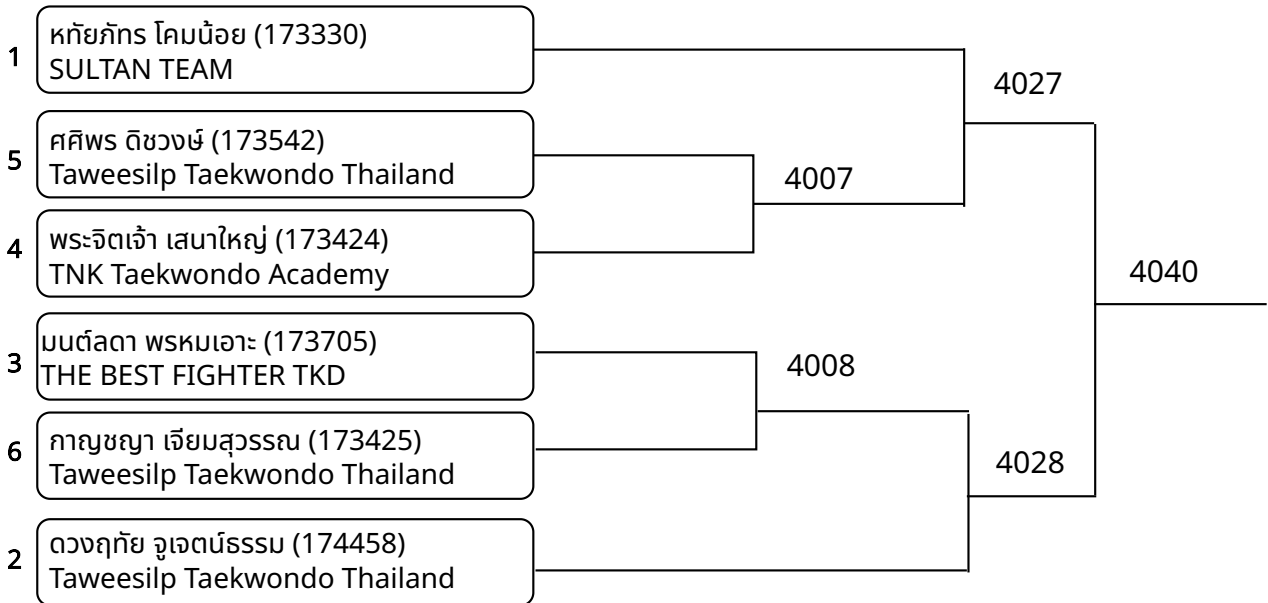 1
หทัยภัทร โคมน้อย (173330)
SULTAN TEAM
4027
5
ศศิพร ดิชวงษ์ (173542)
Taweesilp Taekwondo Thailand
4007
4
พระจิตเจ้า เสนาใหญ่ (173424)
TNK Taekwondo Academy
4040
3
มนต์ลดา พรหมเอาะ (173705)
THE BEST FIGHTER TKD
4008
6
กาญชญา เจียมสุวรรณ (173425)
Taweesilp Taekwondo Thailand
4028
2
ดวงฤทัย จูเจตน์ธรรม (174458)
Taweesilp Taekwondo Thailand